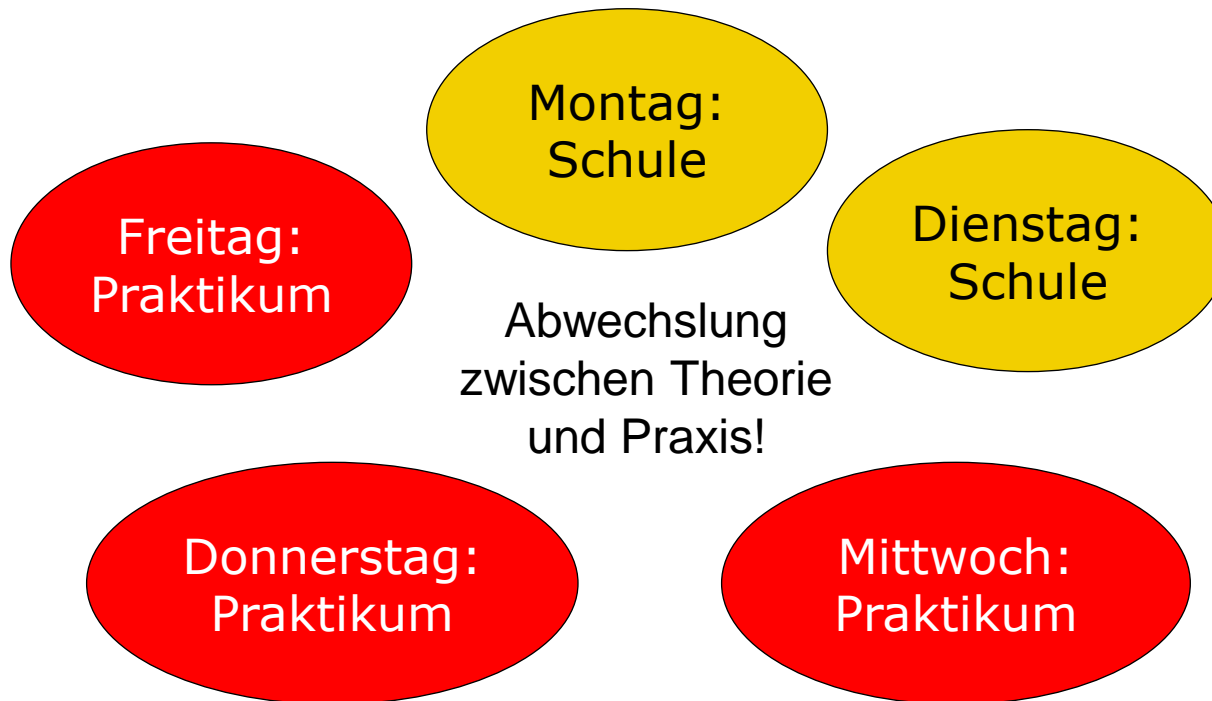 Montag:
Schule
Dienstag:
Schule
Mittwoch:
Praktikum
Donnerstag:
Praktikum
Freitag:
Praktikum
Abwechslung
zwischen Theorie
und Praxis!